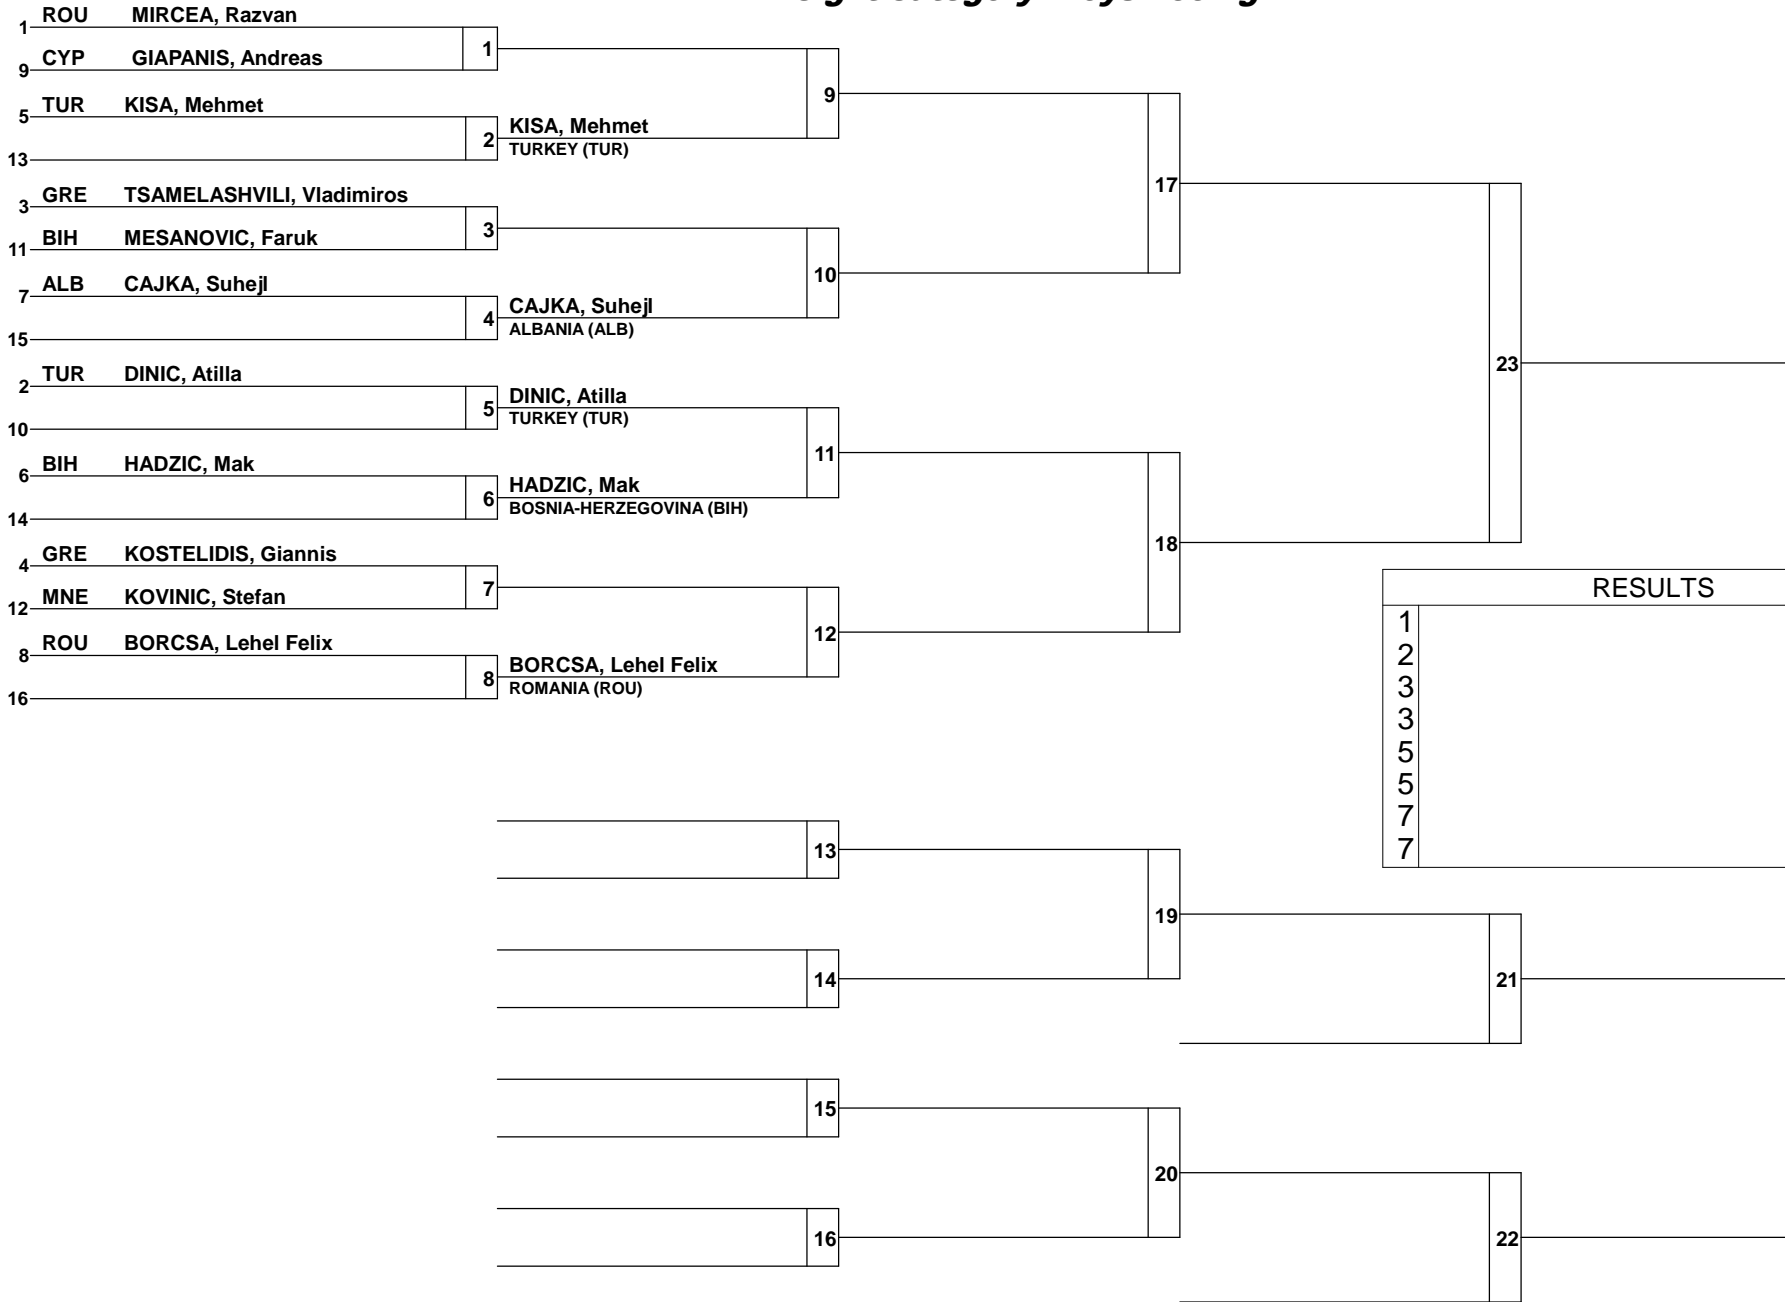 1 ROU MIRCEA, Razvan
9 CYP GIAPANIS, Andreas
1
5 TUR KISA, Mehmet
13
2
KISA, Mehmet
TURKEY (TUR)
9
3 GRE TSAMELASHVILI, Vladimiros
11 BIH MESANOVIC, Faruk
3
7 ALB CAJKA, Suhejl
15
4
CAJKA, Suhejl
ALBANIA (ALB)
10
17
2 TUR DINIC, Atilla
10
5
DINIC, Atilla
TURKEY (TUR)
6 BIH HADZIC, Mak
14
6
HADZIC, Mak
BOSNIA-HERZEGOVINA (BIH)
11
4 GRE KOSTELIDIS, Giannis
12 MNE KOVINIC, Stefan
7
8 ROU BORCSA, Lehel Felix
16
8
BORCSA, Lehel Felix
ROMANIA (ROU)
12
18
23
RESULTS
1
2
3
3
5
5
7
7
13
14
19
21
15
16
20
22